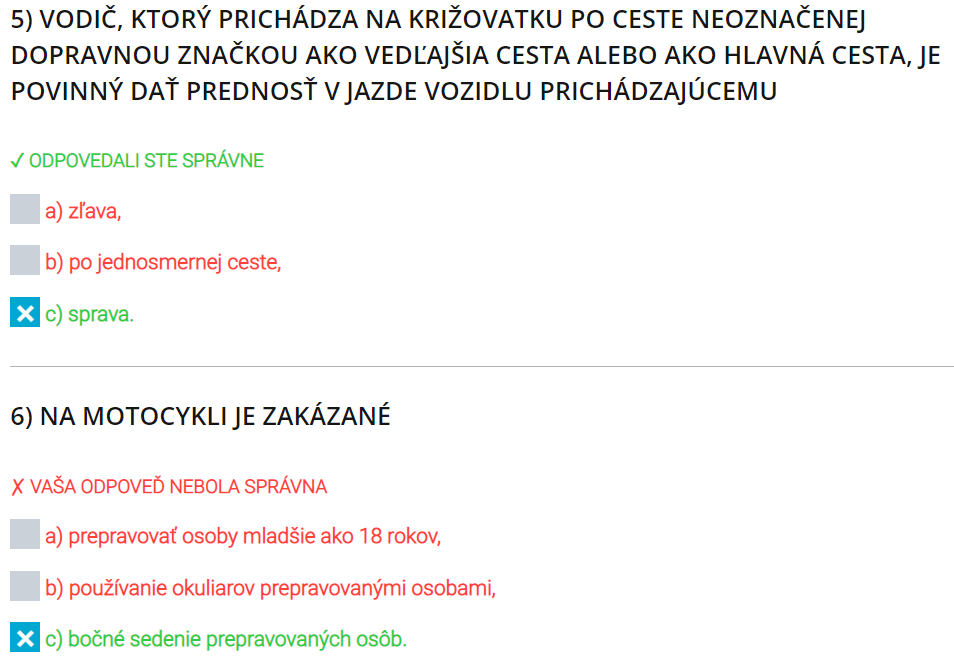 5) VODIČ, KTORÝ PRICHÁDZA NA KRIŽOVATKU PO CESTE NEOZNAČENEJ
DOPRAVNOU ZNAČKOU AKO VEDĽAJŠIA CESTA ALEBO AKO HLAVNÁ CESTA, JE
POVINNÝ DAŤ PREDNOSŤ V JAZDE VOZIDLU PRICHÁDZAJÚCEMU
✓ ODPOVEDALI STE SPRÁVNE
a) zľava,
b) po jednosmernej ceste,
c) sprava.
6) NA MOTOCYKLI JE ZAKÁZANÉ
✗ VAŠA ODPOVEĎ NEBOLA SPRÁVNA
a) prepravovať osoby mladšie ako 18 rokov,
b) používanie okuliarov prepravovanými osobami,
c) bočné sedenie prepravovaných osôb.